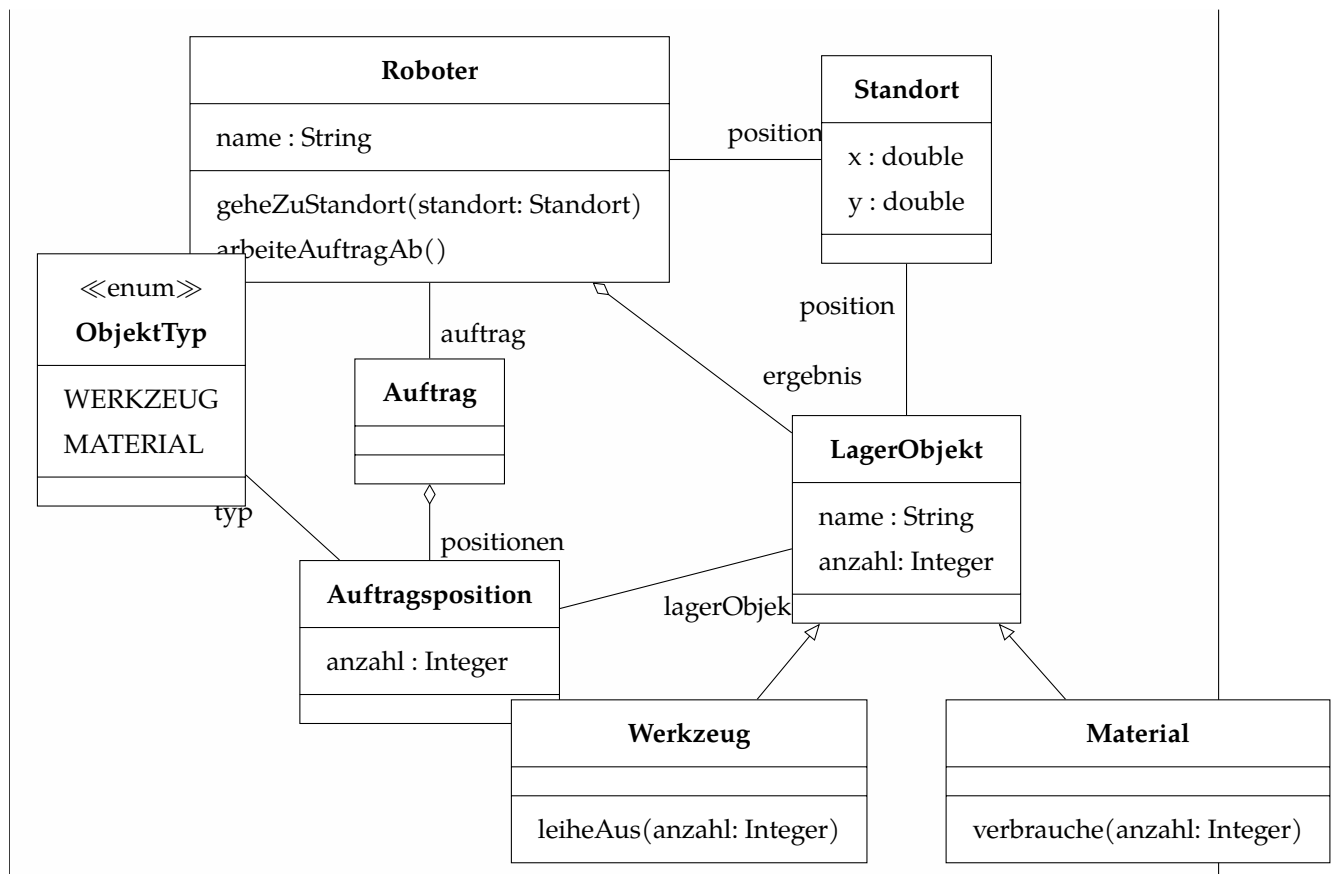 Roboter
name : String
geheZuStandort(standort: Standort)
arbeiteAuftragAb()
position
Standort
x : double
y : double
≪enum≫
ObjektTyp
WERKZEUG
MATERIAL
auftrag
position
ergebnis
Auftrag
LagerObjekt
name : String
anzahl: Integer
typ
positionen
Auftragsposition
anzahl : Integer
lagerObjek
Werkzeug
leiheAus(anzahl: Integer)
Material
verbrauche(anzahl: Integer)